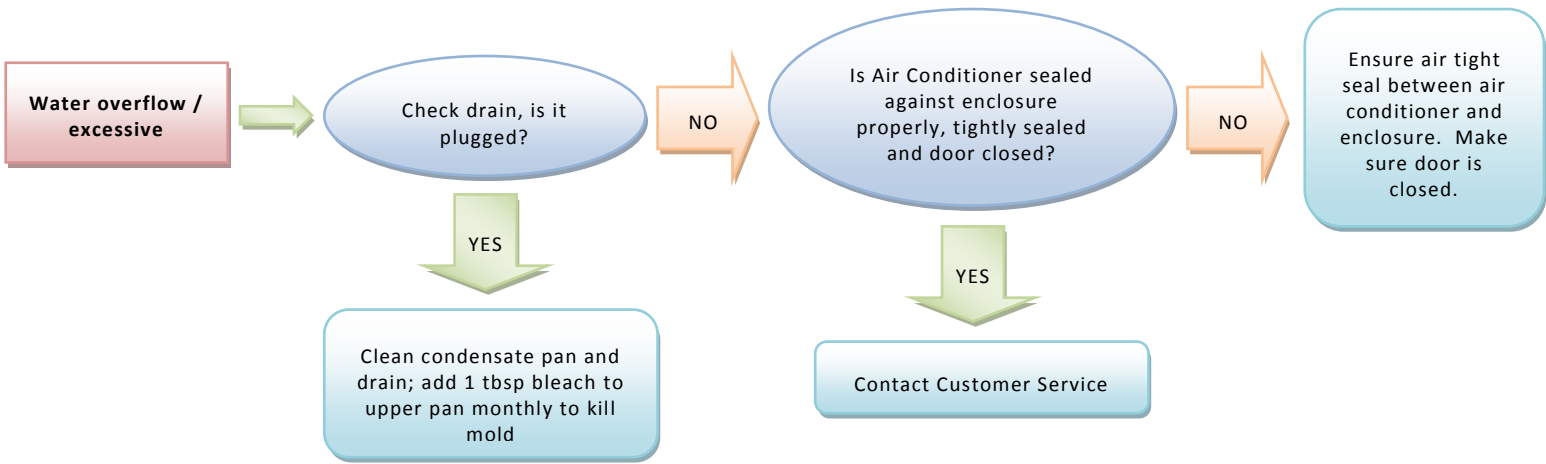 Water overflow /
excessive
Check drain, is it
plugged?
NO
Is Air Conditioner sealed
against enclosure
properly, tightly sealed
and door closed?
NO
Ensure air tight
seal between air
conditioner and
enclosure.  Make
sure door is
closed.
YES
Clean condensate pan and
drain; add 1 tbsp bleach to
upper pan monthly to kill
mold
YES
Contact Customer Service